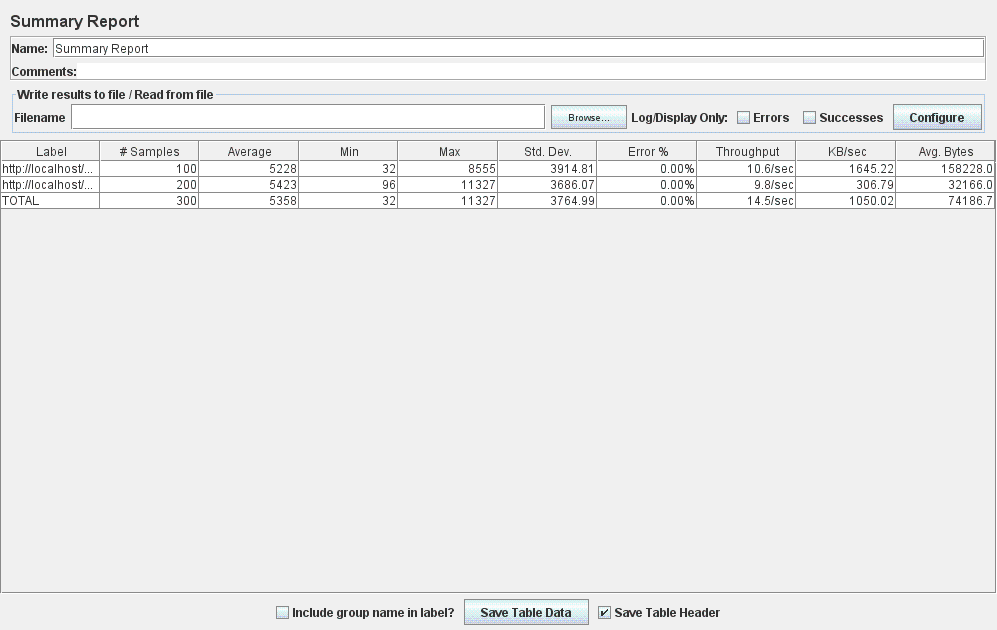 Summary Report
Name: Summary Report
Comments:
Write results to file / Read from file
Filename Browse... Log/Display Only: Errors Successes Configure
Label # Samples Average Min Max Std. Dev. Error % Throughput KB/sec Avg. Bytes
http://localhost/... 100 5228 32 8555 3914.81 0.00% 10.6/sec 1645.22 158228.0
http://localhost/... 200 5423 96 11327 3686.07 0.00% 9.8/sec 306.79 32166.0
TOTAL 300 5358 32 11327 3764.99 0.00% 14.5/sec 1050.02 74186.7
Include group name in label? Save Table Data Save Table Header